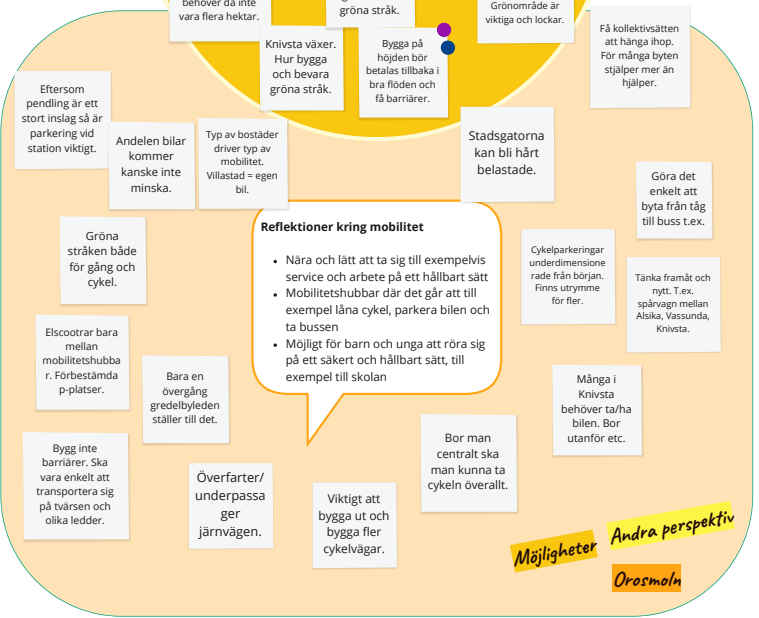 behöver da inte
vara flera hektar.
gröna stråk.
Grönområde är
viktiga och lockar.
Få kollektivsätten
att hänga ihop.
För många byten
stjälper mer än
hjälper.
Knivsta växer.
Hur bygga
och bevara
gröna stråk.
Bygga på
höjden bör
betalas tillbaka i
bra flöden och
få barriärer.
Eftersom
pendling är ett
stort inslag så är
parkering vid
station viktigt.
Andelen bilar
kommer
kanske inte
minska.
Typ av bostäder
driver typ av
mobilitet.
Villastad = egen
bil.
Stadsgatorna
kan bli hårt
belastade.
Göra det
enkelt att
byta från tåg
till buss t.ex.
Gröna
stråken både
för gång och
cykel.
Reflektioner kring mobilitet
• Nära och lätt att ta sig till exempelvis
service och arbete på ett hållbart sätt
• Mobilitetshubbar där det går att till
exempel låna cykel, parkera bilen och
ta bussen
• Möjligt för barn och unga att röra sig
på ett säkert och hållbart sätt, till
exempel till skolan
Cykelparkeringar
underdimensione
rade från början.
Finns utrymme
för fler.
Tänka framåt och
nytt. T.ex.
spårvagn mellan
Alsika, Vassunda,
Knivsta.
Elscootrar bara
mellan
mobilitetshubba
r. Förbestämda
p-platser.
Bara en
övergång
gredelbyleden
ställer till det.
Många i
Knivsta
behöver ta/ha
bilen. Bor
utanför etc.
Bygg inte
barriärer. Ska
vara enkelt att
transportera sig
på tvärsen och
olika ledder.
Överfarter/
underpassa
ger
järnvägen.
Viktigt att
bygga ut och
bygga fler
cykelvägar.
Bor man
centralt ska
man kunna ta
cykeln överallt.
Möjligheter
Andra perspektiv
Orosmoln